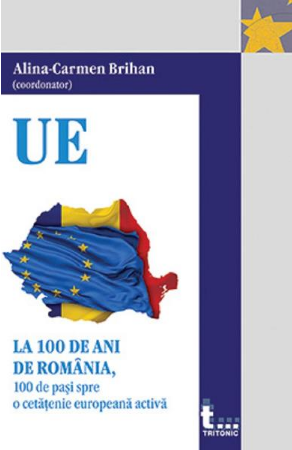 Alina-Carmen Brihan
(coordonator)
UE
LA 100 DE ANI
DE ROMÂNIA,
100 de pași spre
o cetățenie europeană activă
t...
TRITONIC